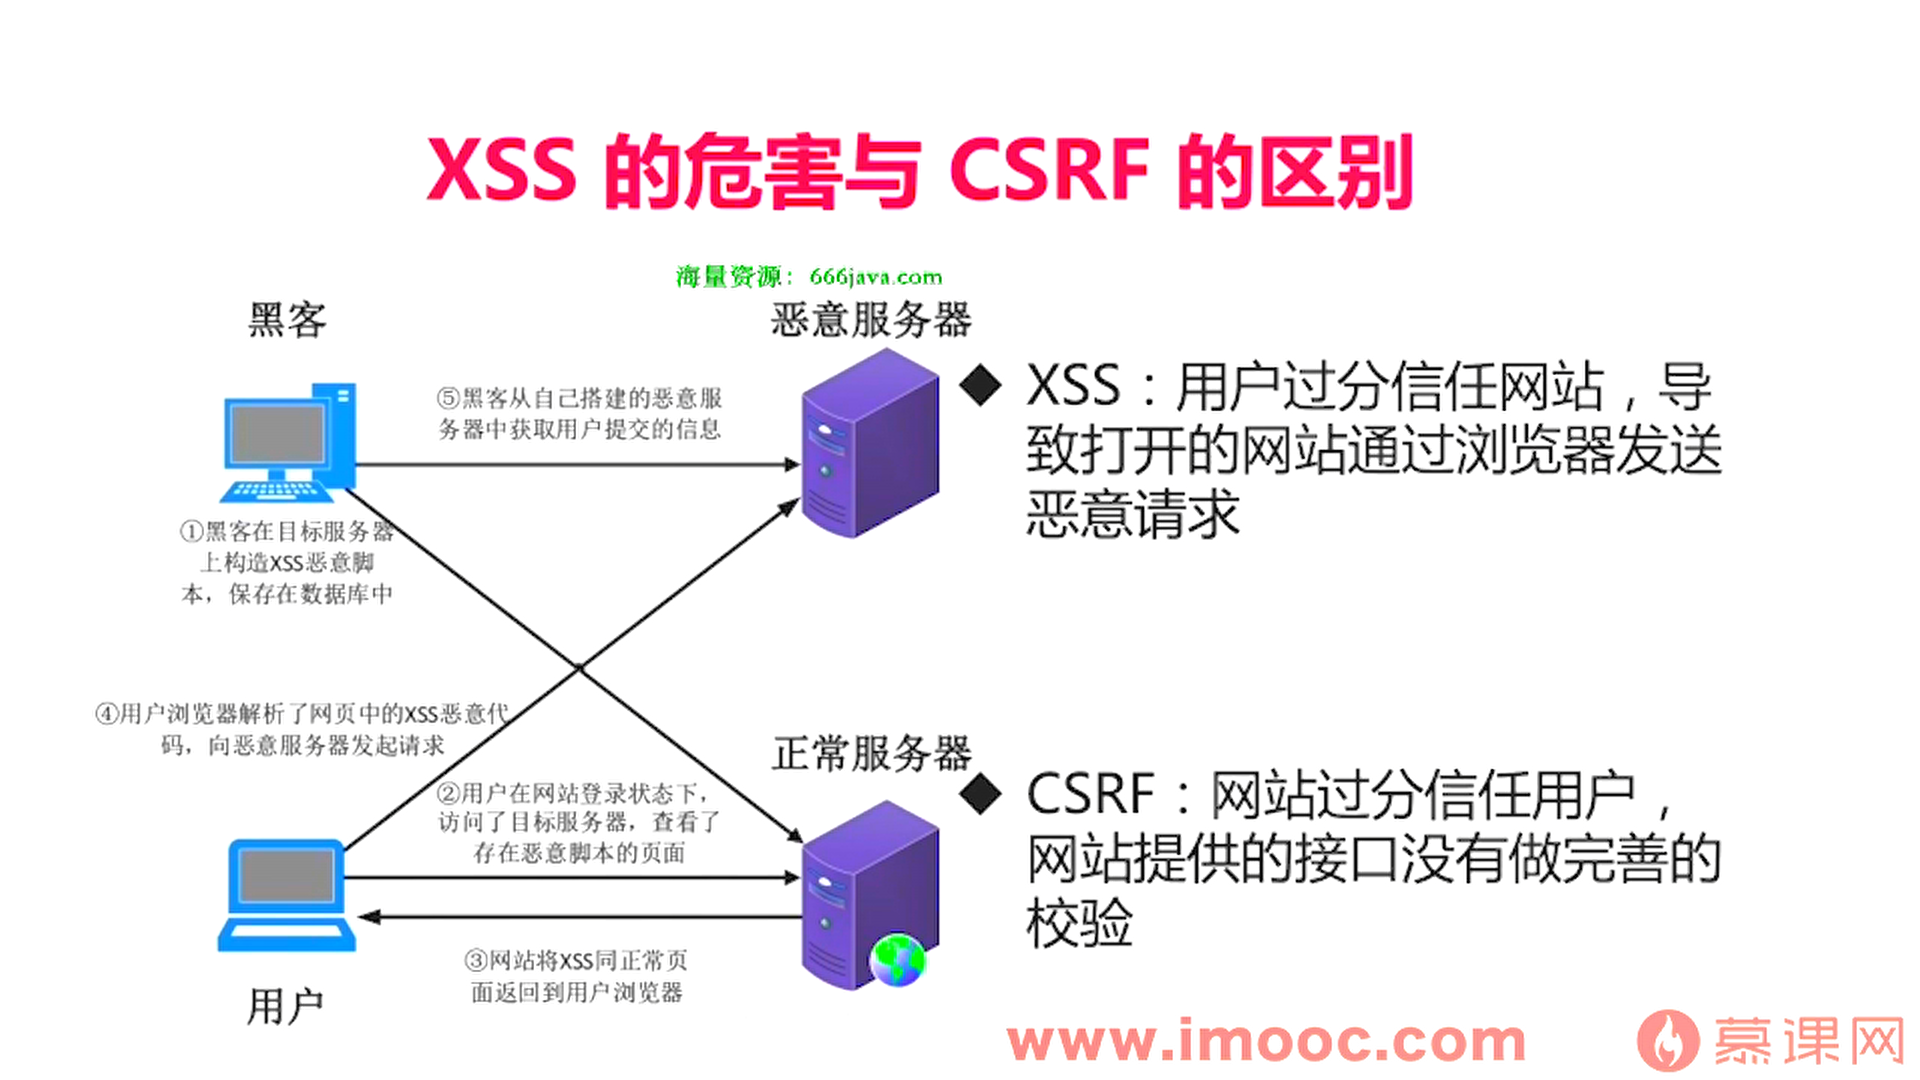 XSS 的危害与 CSRF 的区别
海量资源：666java.com
黑客
恶意服务器
⑤黑客从自己搭建的恶意服
务器中获取用户提交的信息
①黑客在目标服务器
上构造XSS恶意脚
本，保存在数据库中
④用户浏览器解析了网页中的XSS恶意代
码，向恶意服务器发起请求
②用户在网站登录状态下，
访问了目标服务器，查看了
存在恶意脚本的页面
正常服务器
③网站将XSS同正常页
面返回到用户浏览器
用户
◆ XSS：用户过分信任网站，导
致打开的网站通过浏览器发送
恶意请求
◆ CSRF：网站过分信任用户，
网站提供的接口没有做完善的
校验
www.imooc.com
慕课网